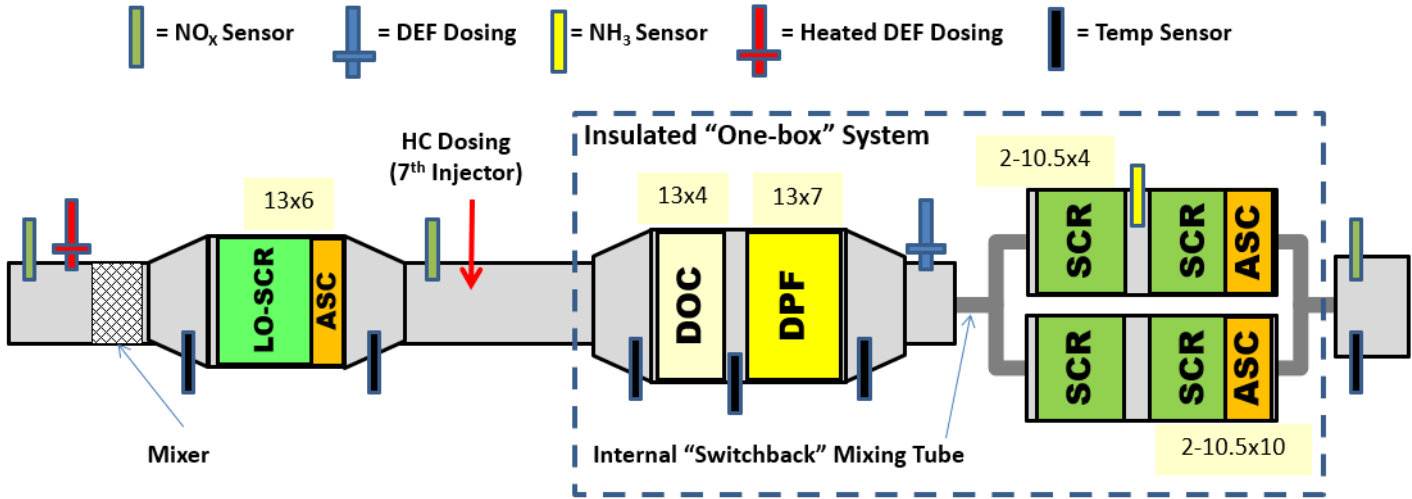 = NOX Sensor
= DEF Dosing
= NH3 Sensor
= Heated DEF Dosing
= Temp Sensor
HC Dosing
(7th Injector)
Insulated “One-box” System
13x6
13x4
13x7
2-10.5x4
LO-SCR
ASC
DOC
DPF
SCR
SCR
ASC
SCR
SCR
ASC
Mixer
Internal “Switchback” Mixing Tube
2-10.5x10